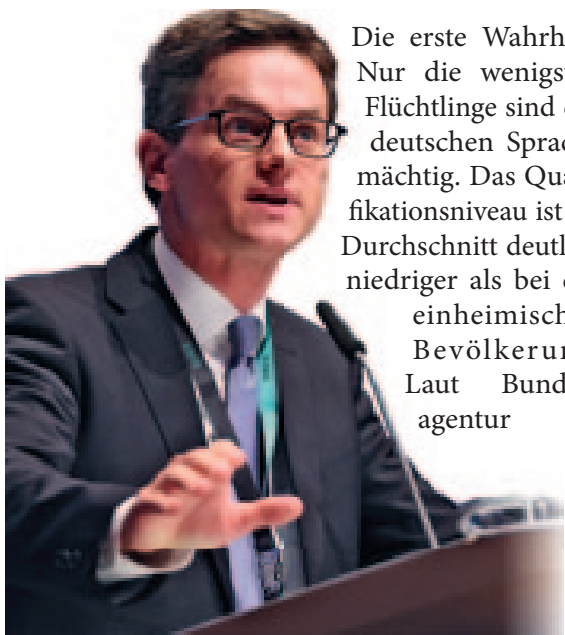 Die erste Wahrh
Nur die wenigs
Flüchtlinge sind
deutschen Sprac
mächtig. Das Qua
fikationsniveau ist
Durchschnitt deutl
niedriger als bei
einheimisch
Bevölkerun
Laut Bund
agentur